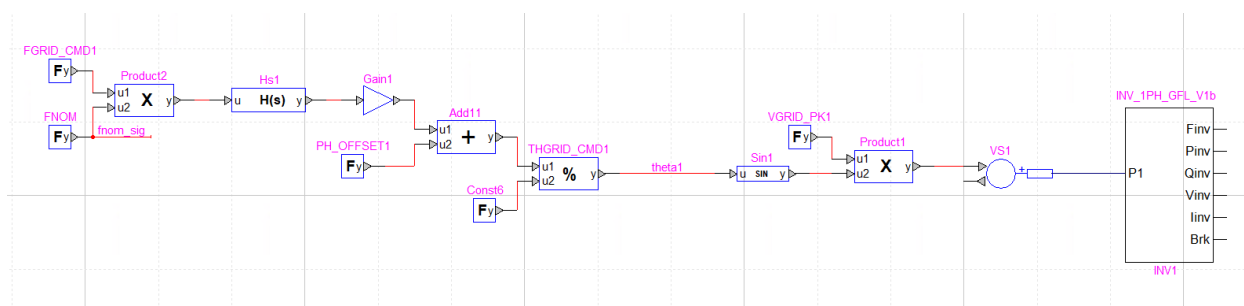 FGRID_CMD1
Fy
Product2
u1
u2
X
y
FNOM
Fy
fnom_sig
Hs1
u
H(s)
y
Gain1
PH_OFFSET1
Fy
Add11
u1
u2
+
y
Const6
Fy
THGRID_CMD1
u1
u2
%
y
theta1
Sin1
u
SIN
y
VGRID_PK1
Fy
Product1
u1
u2
X
y
VS1
+
INV_1PH_GFL_V1b
P1
Finv
Pinv
Qinv
Vinv
Iinv
Brk
INV1